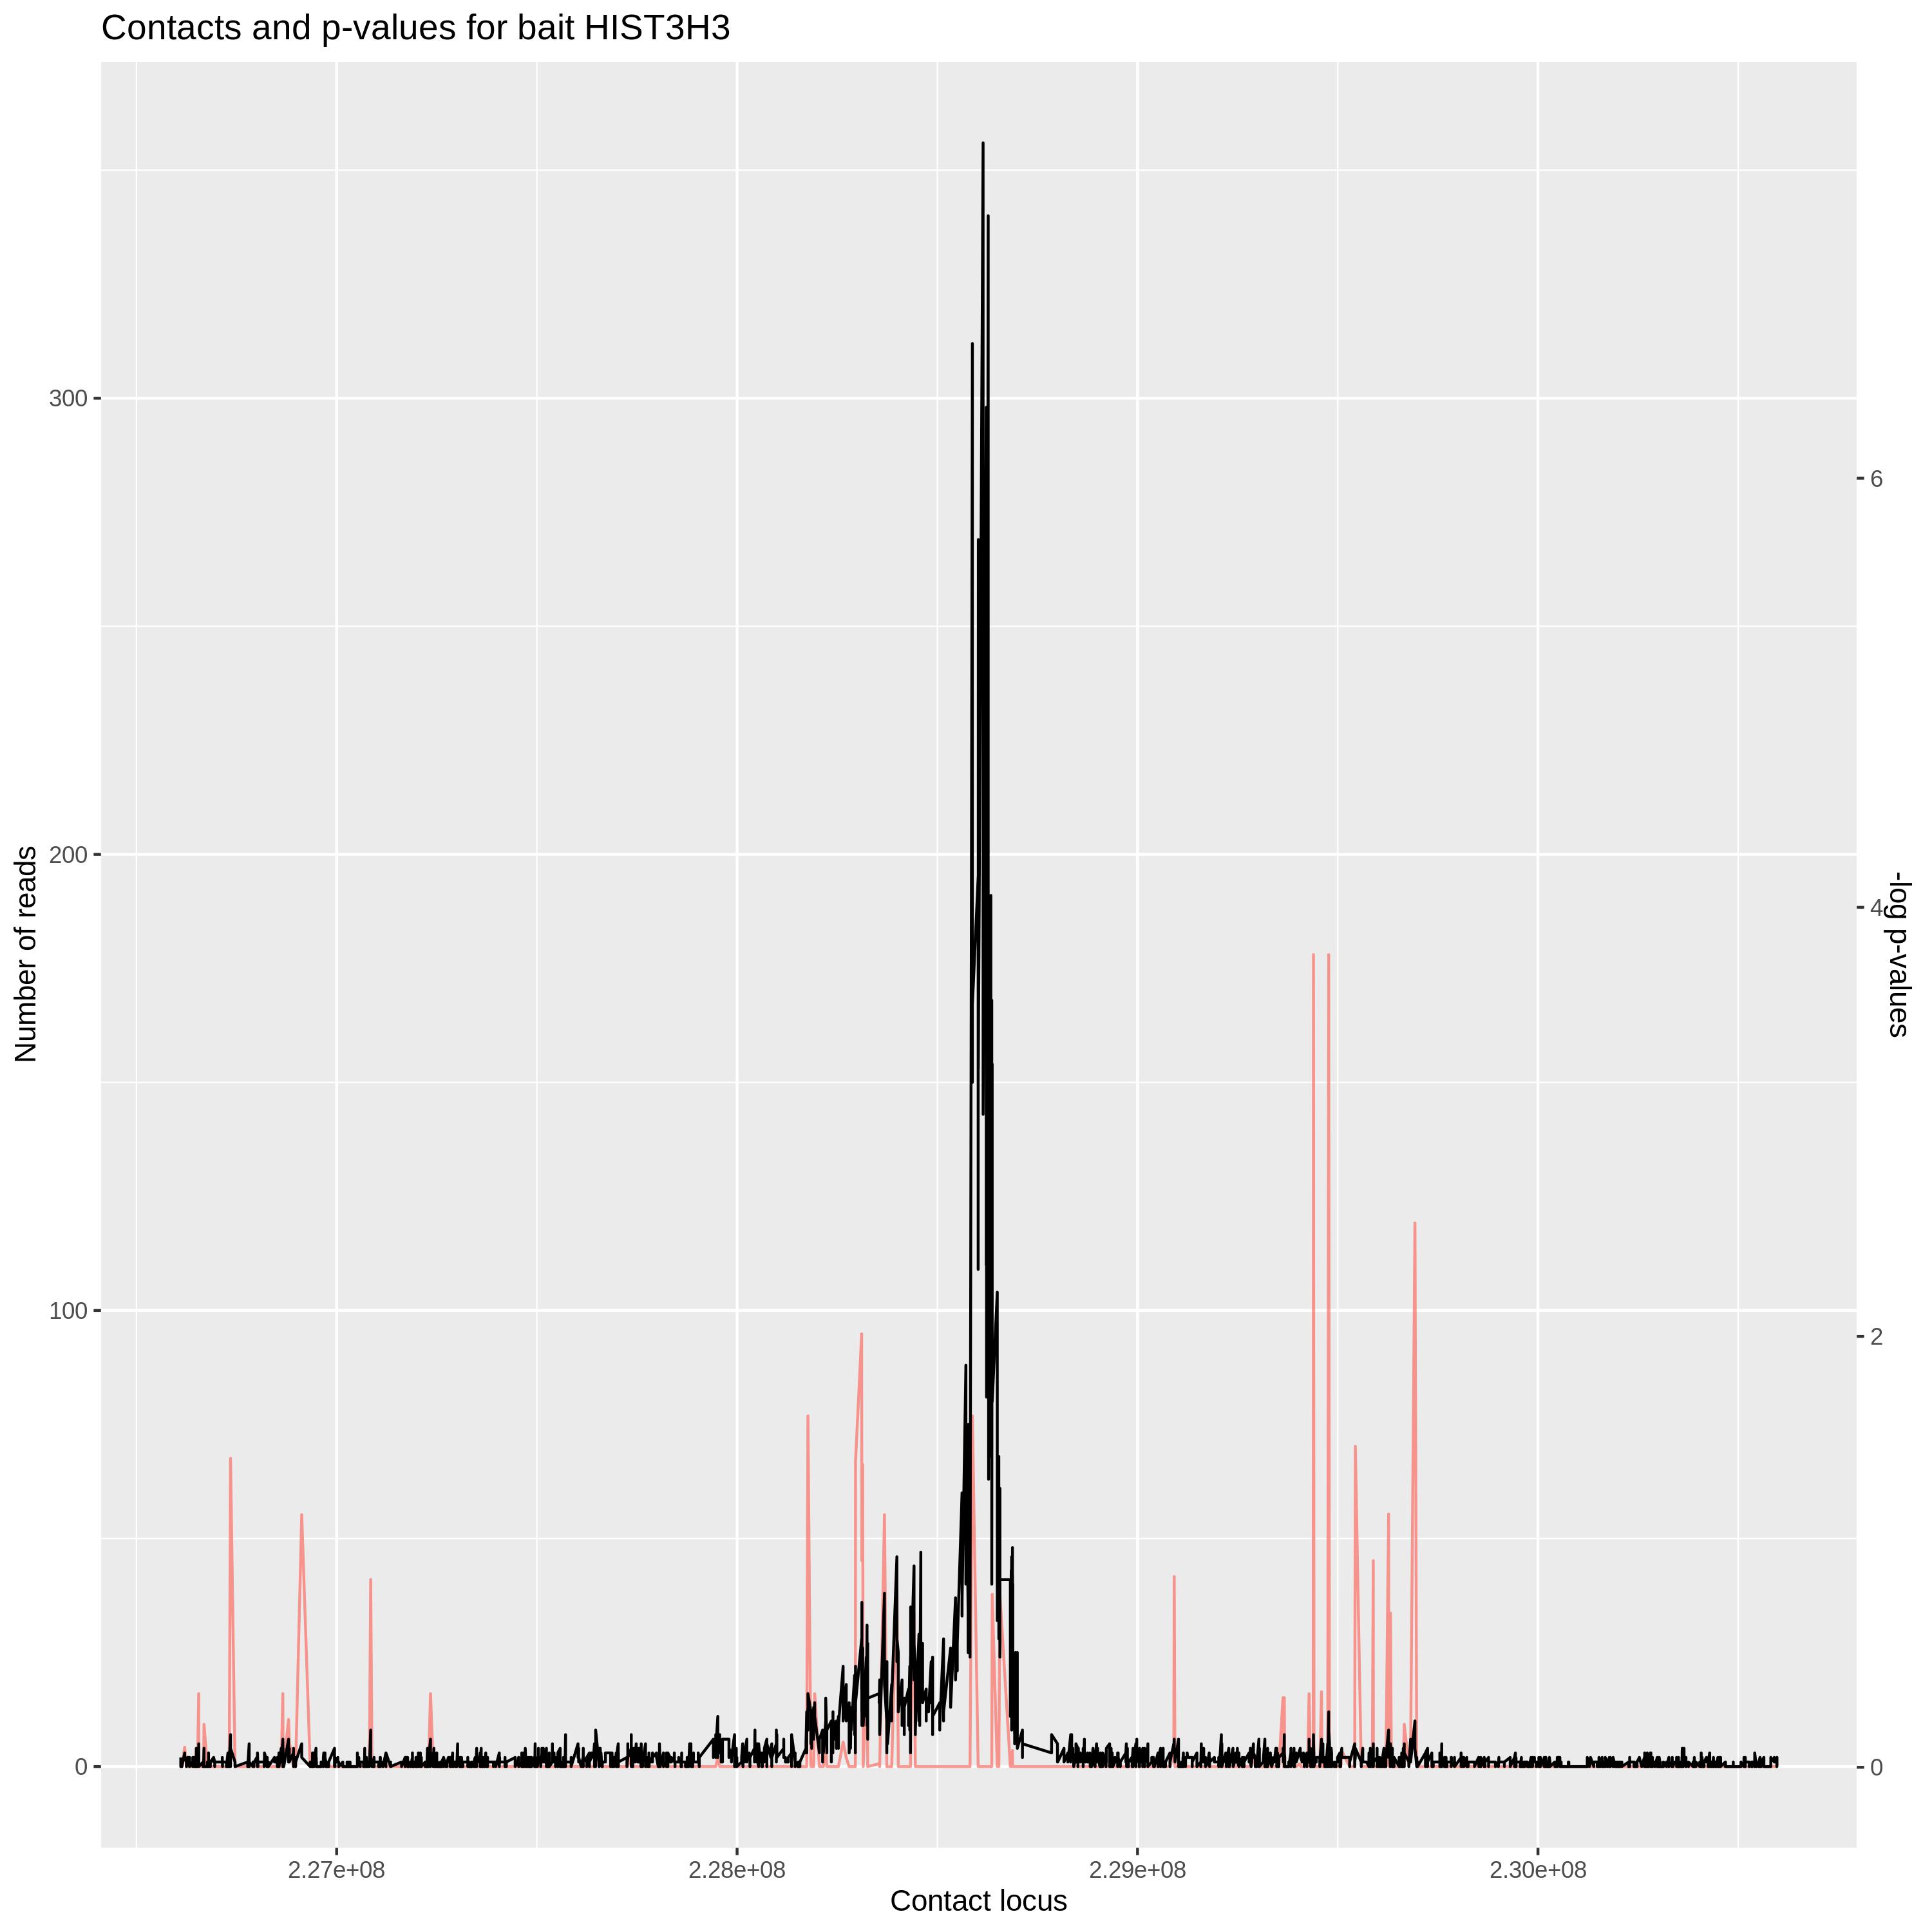 Contacts and p-values for bait HIST3H3
Number of reads
300
200
100
0
6
4
2
0
-log p-values
2.27e+08 2.28e+08 2.29e+08 2.30e+08
Contact locus